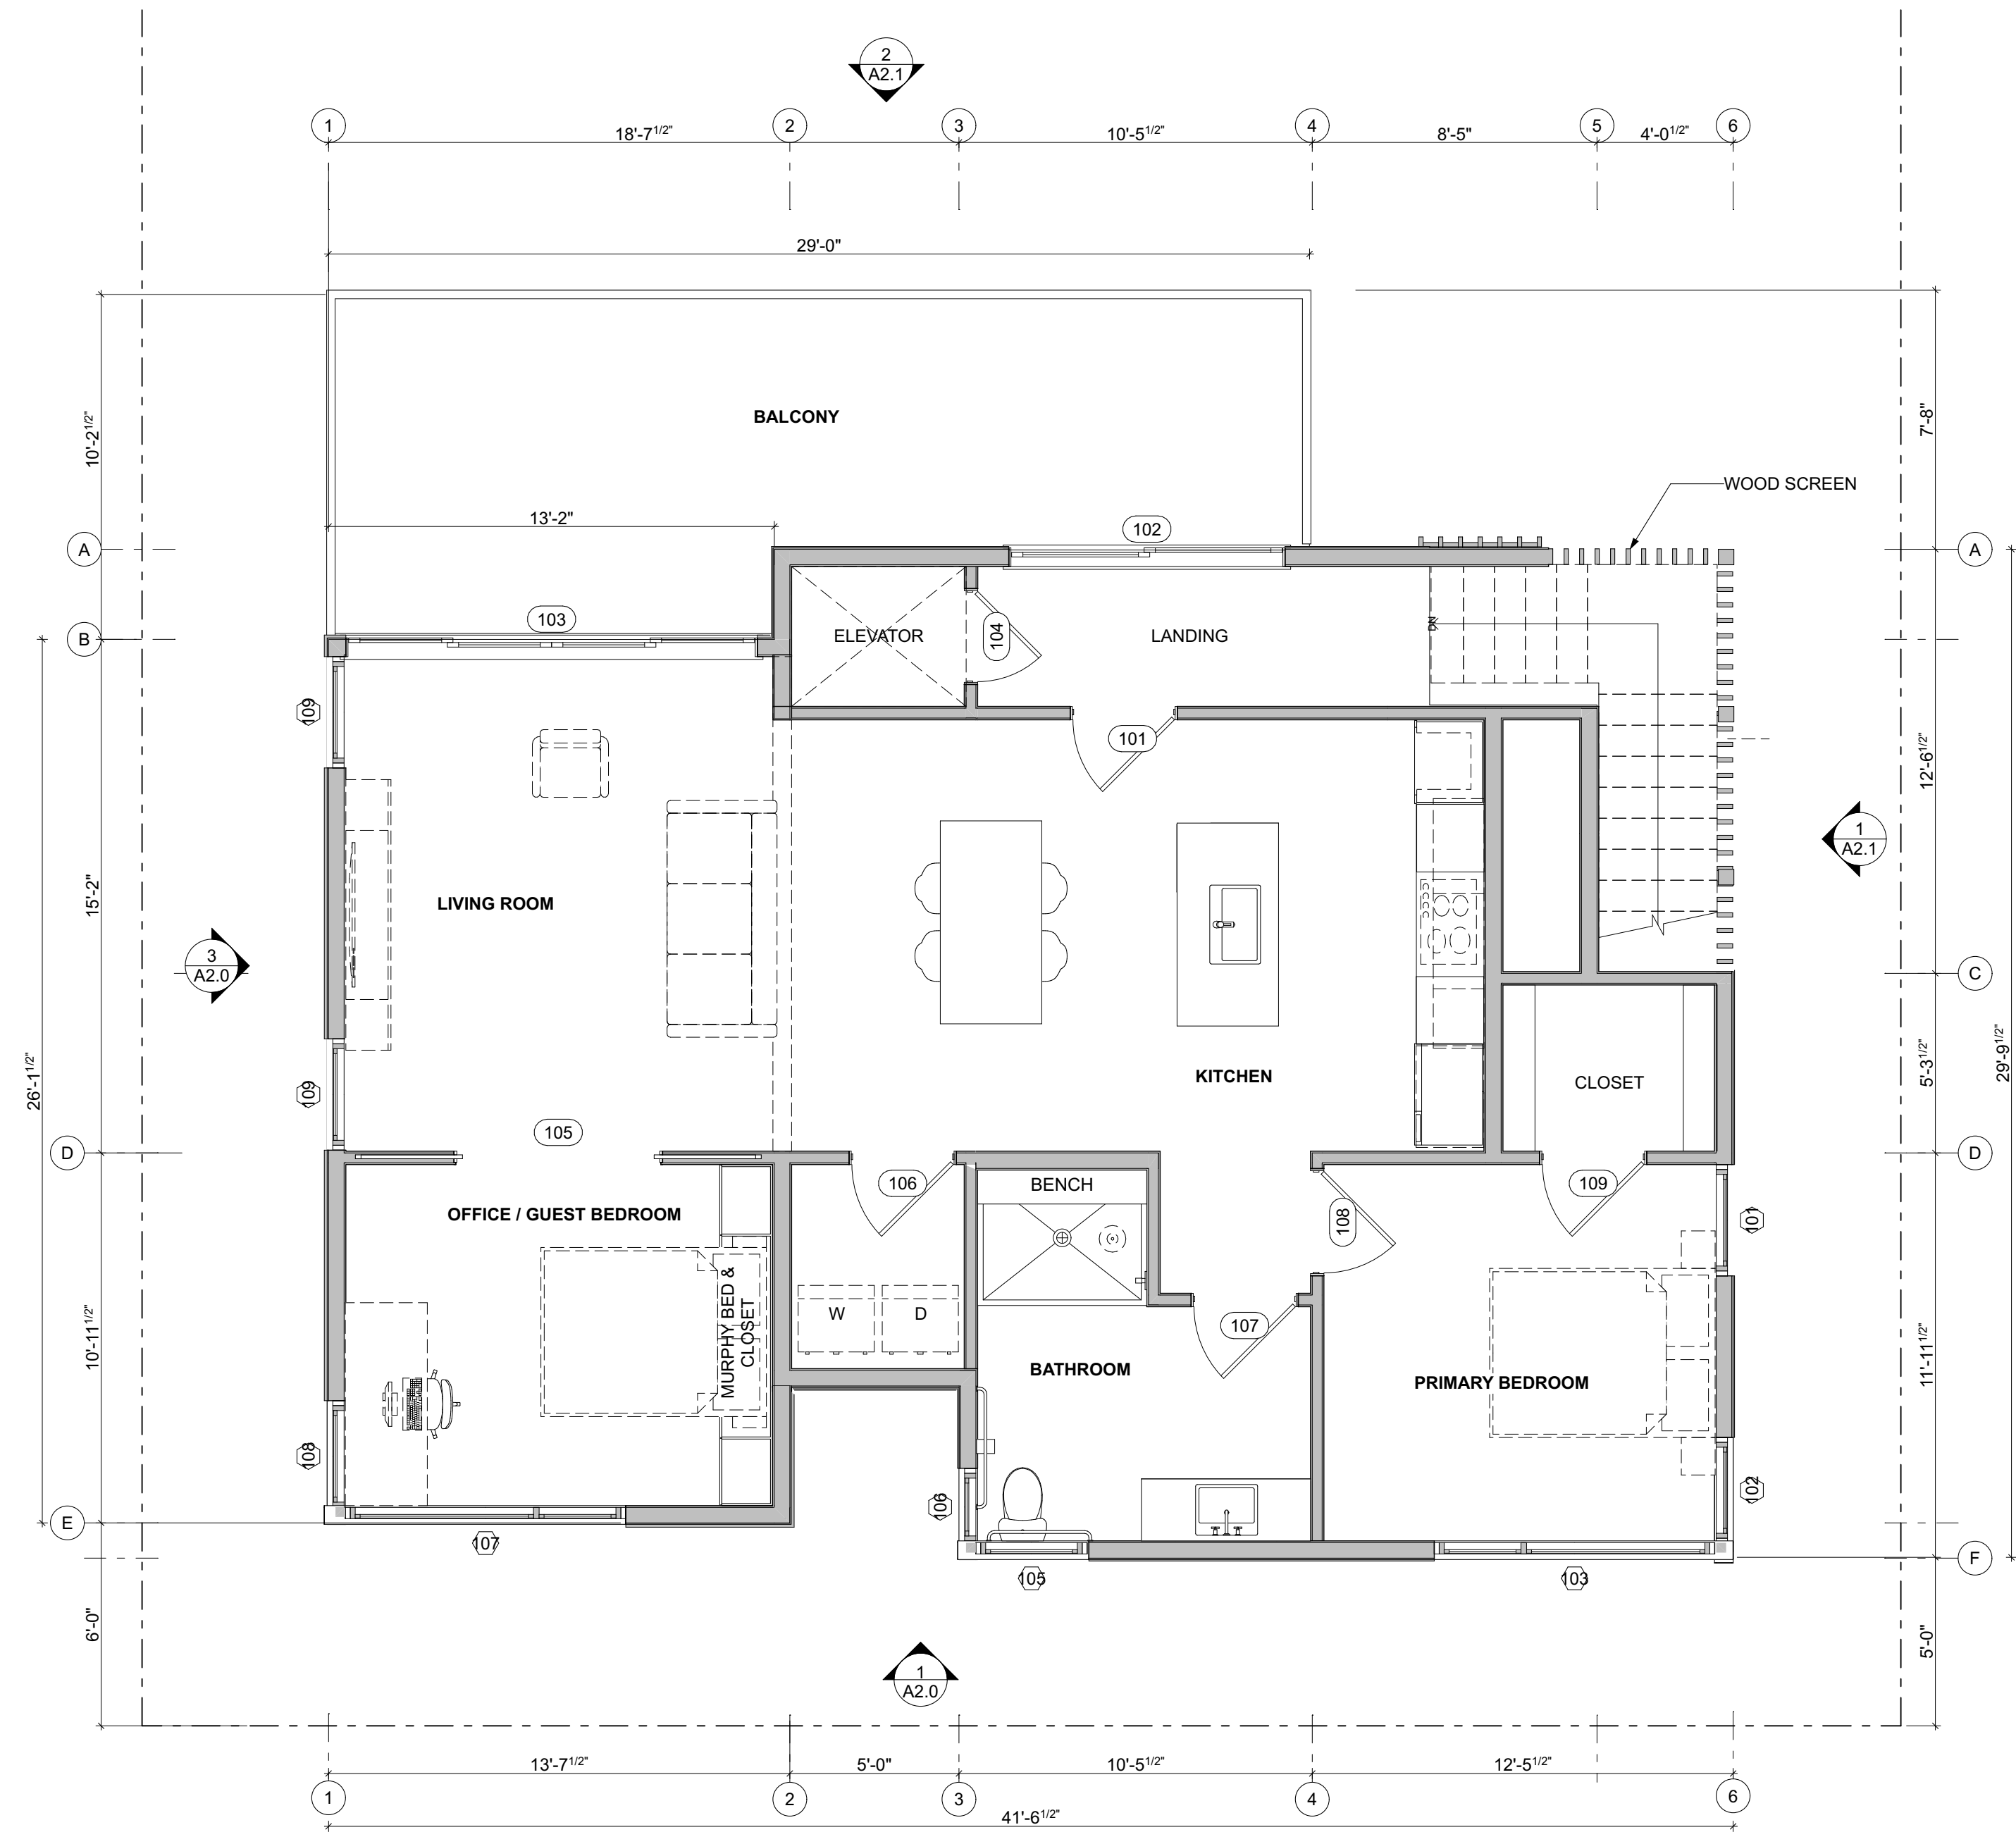 2
A2.1
1
2
3
4
5
6
18'-7 1/2"
10'-5 1/2"
8'-5"
4'-0 1/2"
29'-0"
BALCONY
10'-2 1/2"
7'-8"
WOOD SCREEN
13'-2"
102
A
A
103
B
ELEVATOR
104
LANDING
DN
109
101
12'-6 1/2"
1
A2.1
15'-2"
LIVING ROOM
3
A2.0
C
26'-1 1/2"
29'-9 1/2"
5'-3 1/2"
KITCHEN
CLOSET
109
105
D
D
106
BENCH
108
109
101
OFFICE / GUEST BEDROOM
MURPHY BED &
CLOSET
W
D
107
10'-11 1/2"
11'-11 1/2"
BATHROOM
PRIMARY BEDROOM
108
106
102
E
107
105
103
F
6'-0"
5'-0"
1
A2.0
13'-7 1/2"
5'-0"
10'-5 1/2"
12'-5 1/2"
1
2
3
4
6
41'-6 1/2"